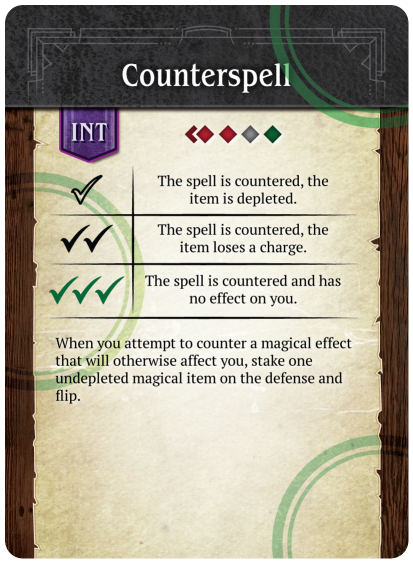 Counterspell
INT
The spell is countered, the
item is depleted.
The spell is countered, the
item loses a charge.
The spell is countered and has
no effect on you.
When you attempt to counter a magical effect
that will otherwise affect you, stake one
undepleted magical item on the defense and
flip.